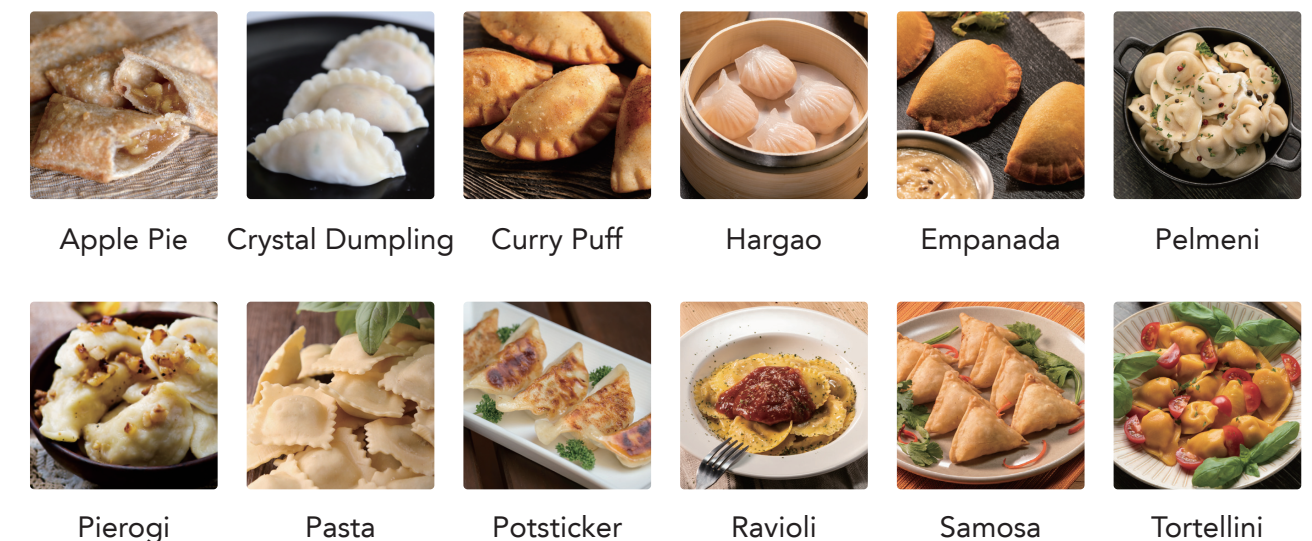 Apple Pie
Crystal Dumpling
Curry Puff
Hargao
Empanada
Pelmeni
Pierogi
Pasta
Potsticker
Ravioli
Samosa
Tortellini